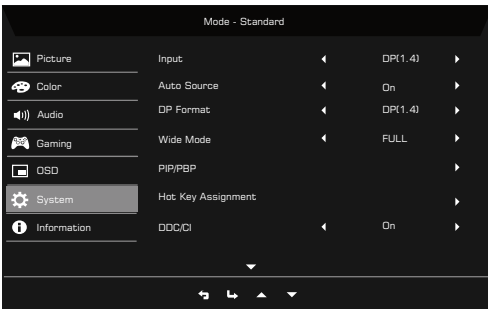 Mode - Standard
Picture
Input
DP(1.4)
Color
Auto Source
On
Audio
DP Format
DP(1.4)
Gaming
Wide Mode
FULL
OSD
PIP/PBP
System
Hot Key Assignment
Information
DDC/CI
On